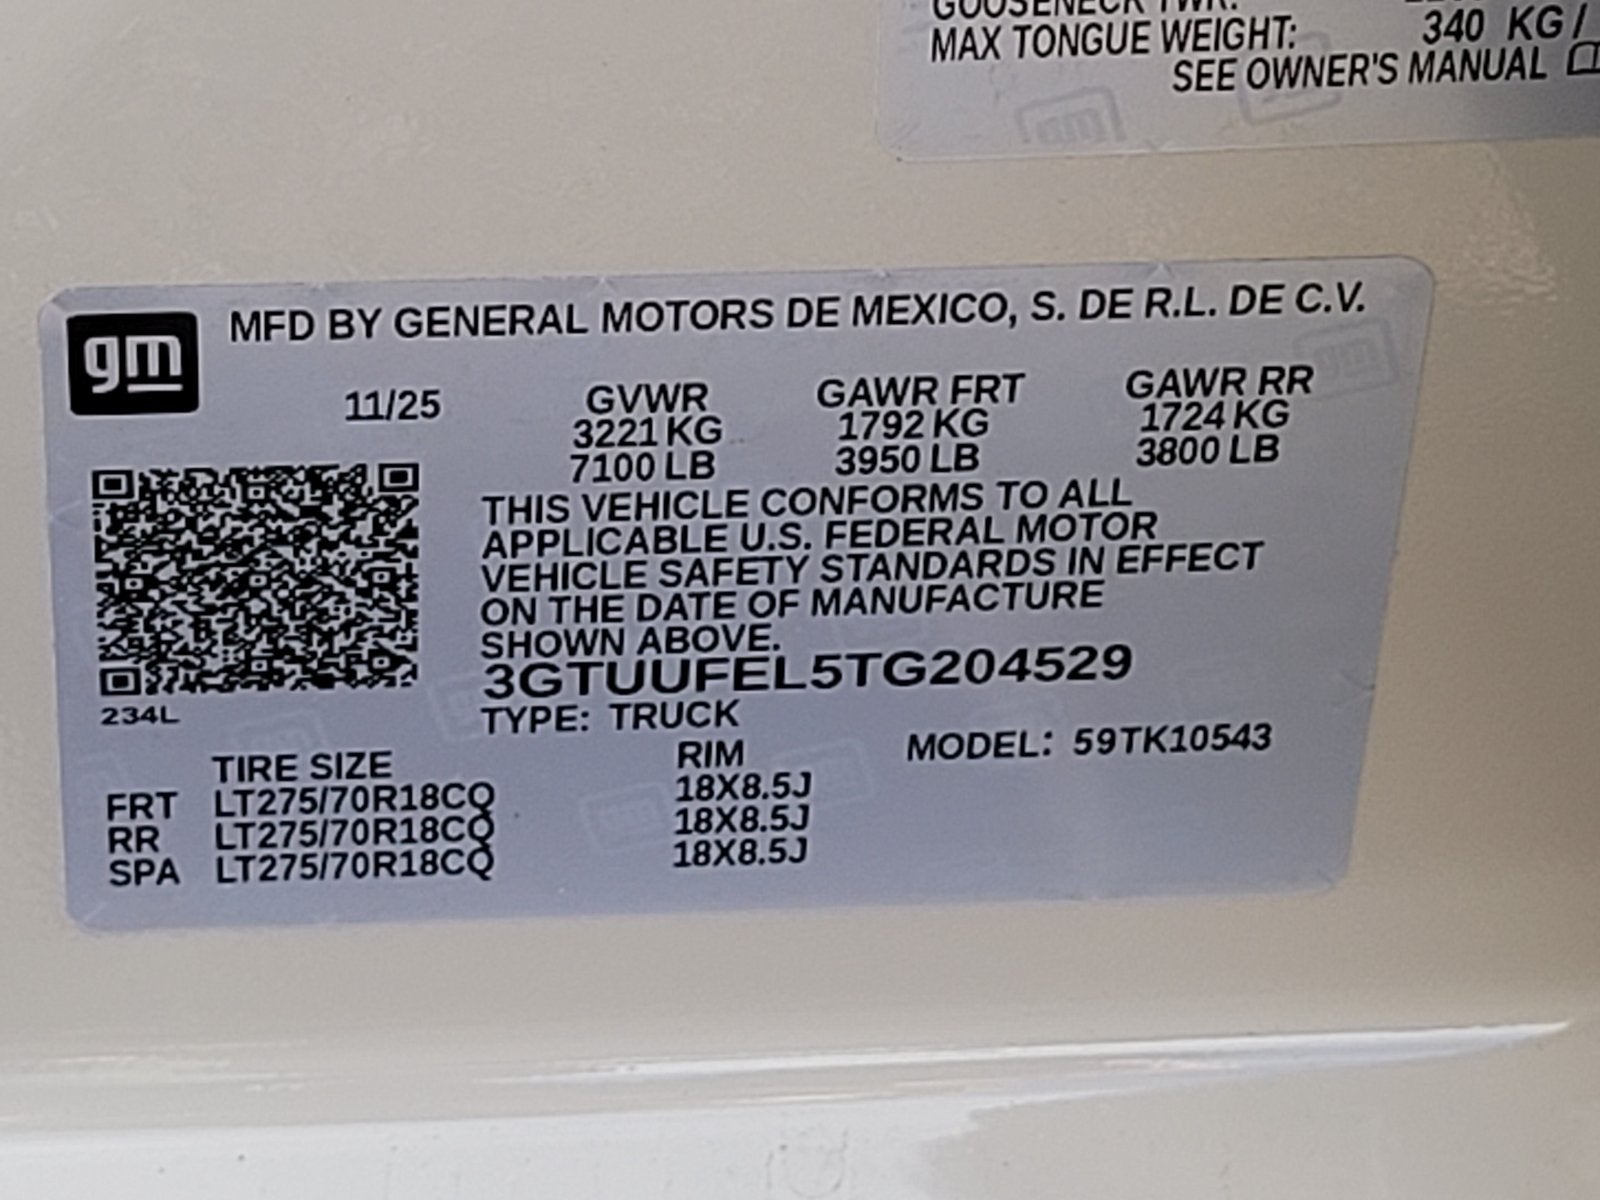 GOOSENECK TWR:
MAX TONGUE WEIGHT: 340 KG /
SEE OWNER'S MANUAL
gm
MFD BY GENERAL MOTORS DE MEXICO, S. DE R.L. DE C.V.
11/25 GVWR GAWR FRT GAWR RR
3221 KG 1792 KG 1724 KG
7100 LB 3950 LB 3800 LB
THIS VEHICLE CONFORMS TO ALL
APPLICABLE U.S. FEDERAL MOTOR
VEHICLE SAFETY STANDARDS IN EFFECT
ON THE DATE OF MANUFACTURE
SHOWN ABOVE.
3GTUUFEL5TG204529
234L
TYPE: TRUCK
MODEL: 59TK10543
TIRE SIZE RIM
FRT LT275/70R18CQ 18X8.5J
RR LT275/70R18CQ 18X8.5J
SPA LT275/70R18CQ 18X8.5J